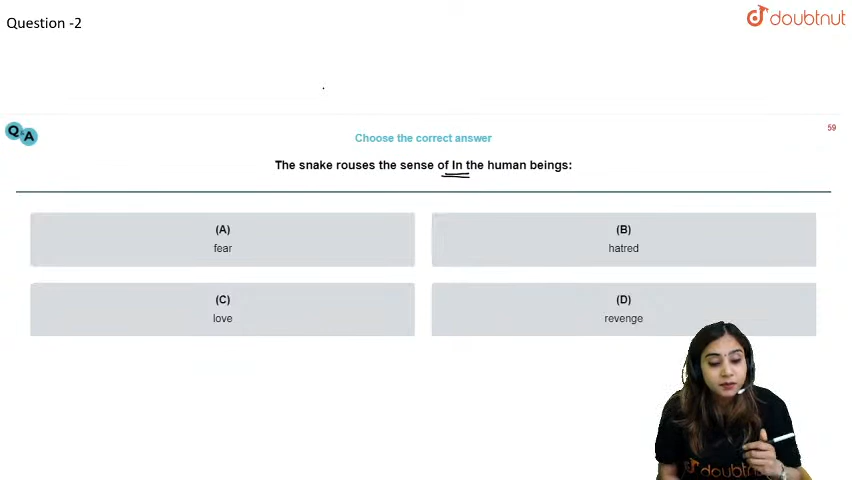 Question -2
doubtnut
Q A
59
Choose the correct answer
The snake rouses the sense of In the human beings:
(A)
fear
(B)
hatred
(C)
love
(D)
revenge
doubtnut